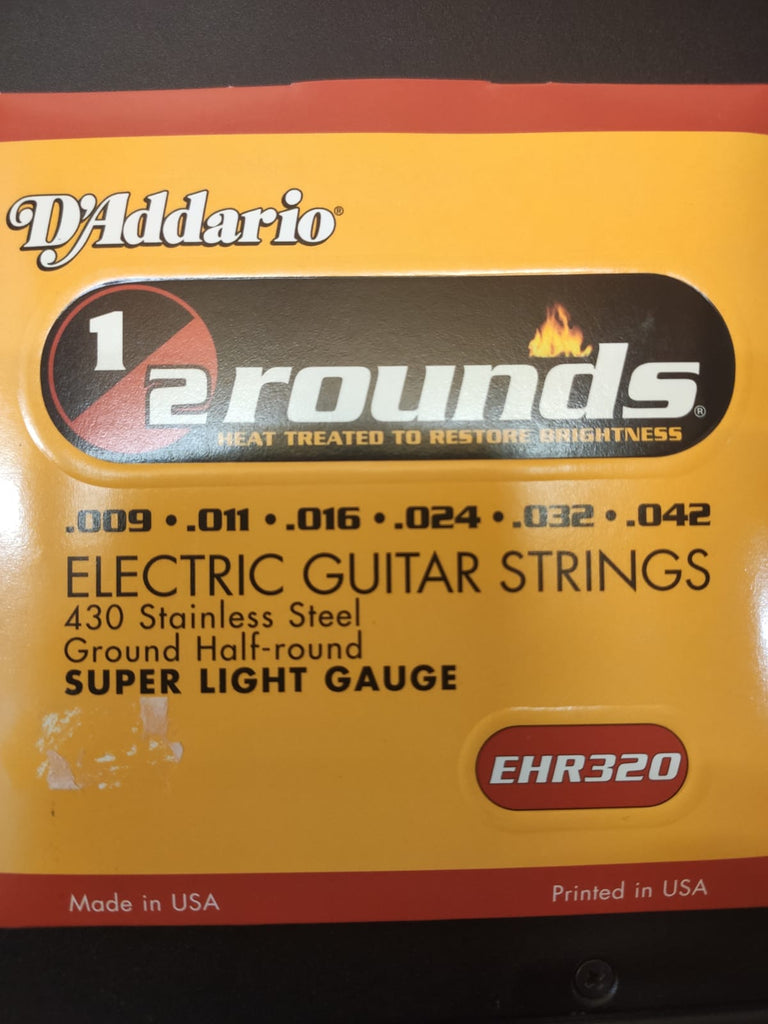 D'Addario®
1
2 rounds®
HEAT TREATED TO RESTORE BRIGHTNESS
.009 • .011 • .016 • .024 • .032 • .042
ELECTRIC GUITAR STRINGS
430 Stainless Steel
Ground Half-round
SUPER LIGHT GAUGE
EHR320
Made in USA
Printed in USA